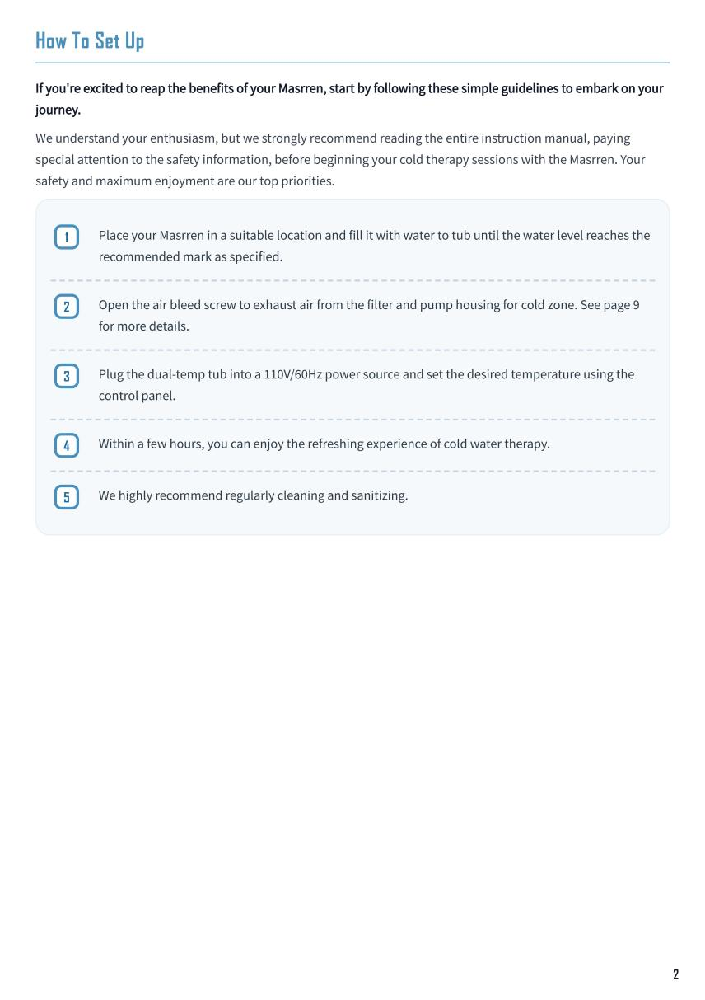 How To Set Up
If you're excited to reap the benefits of your Masrren, start by following these simple guidelines to embark on your
journey.
We understand your enthusiasm, but we strongly recommend reading the entire instruction manual, paying
special attention to the safety information, before beginning your cold therapy sessions with the Masrren. Your
safety and maximum enjoyment are our top priorities.
1 Place your Masrren in a suitable location and fill it with water to tub until the water level reaches the
recommended mark as specified.
2 Open the air bleed screw to exhaust air from the filter and pump housing for cold zone. See page 9
for more details.
3 Plug the dual-temp tub into a 110V/60Hz power source and set the desired temperature using the
control panel.
4 Within a few hours, you can enjoy the refreshing experience of cold water therapy.
5 We highly recommend regularly cleaning and sanitizing.
2